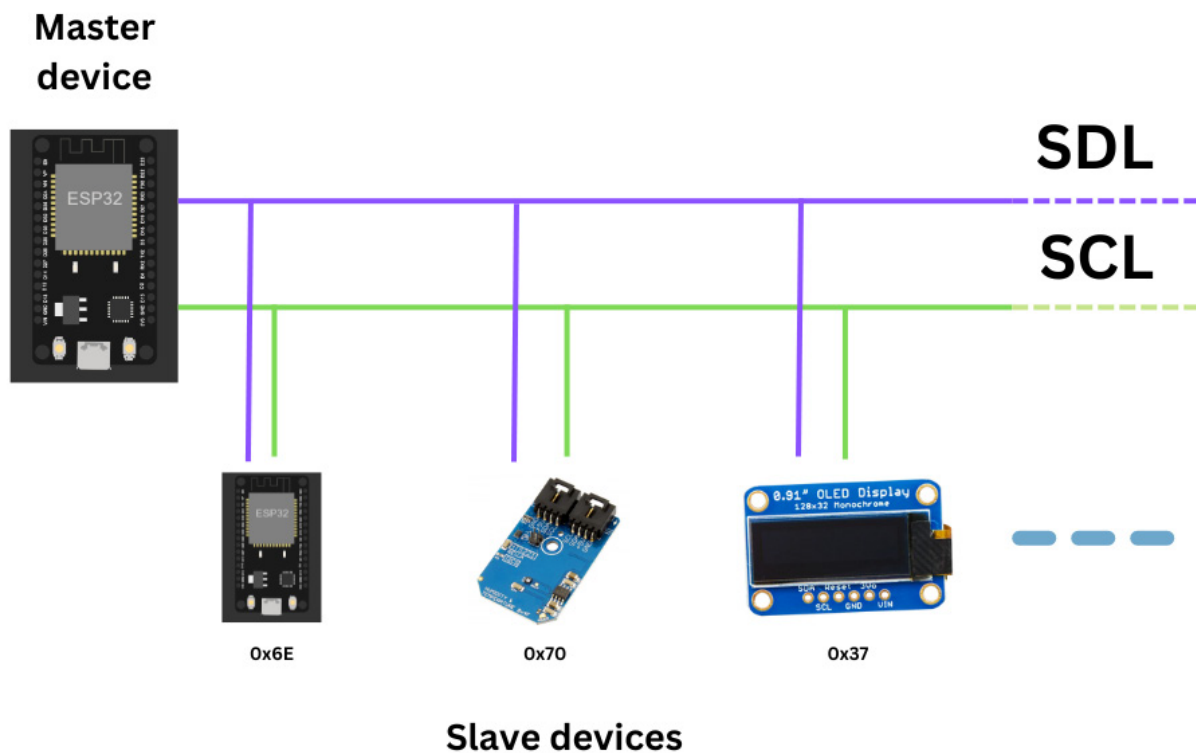 Master
device
ESP32
SDL
SCL
ESP32
0.91" OLED Display
128x32 Monochrome
Reset 3V0
SCL GND VIN
0x6E
0x70
0x37
Slave devices